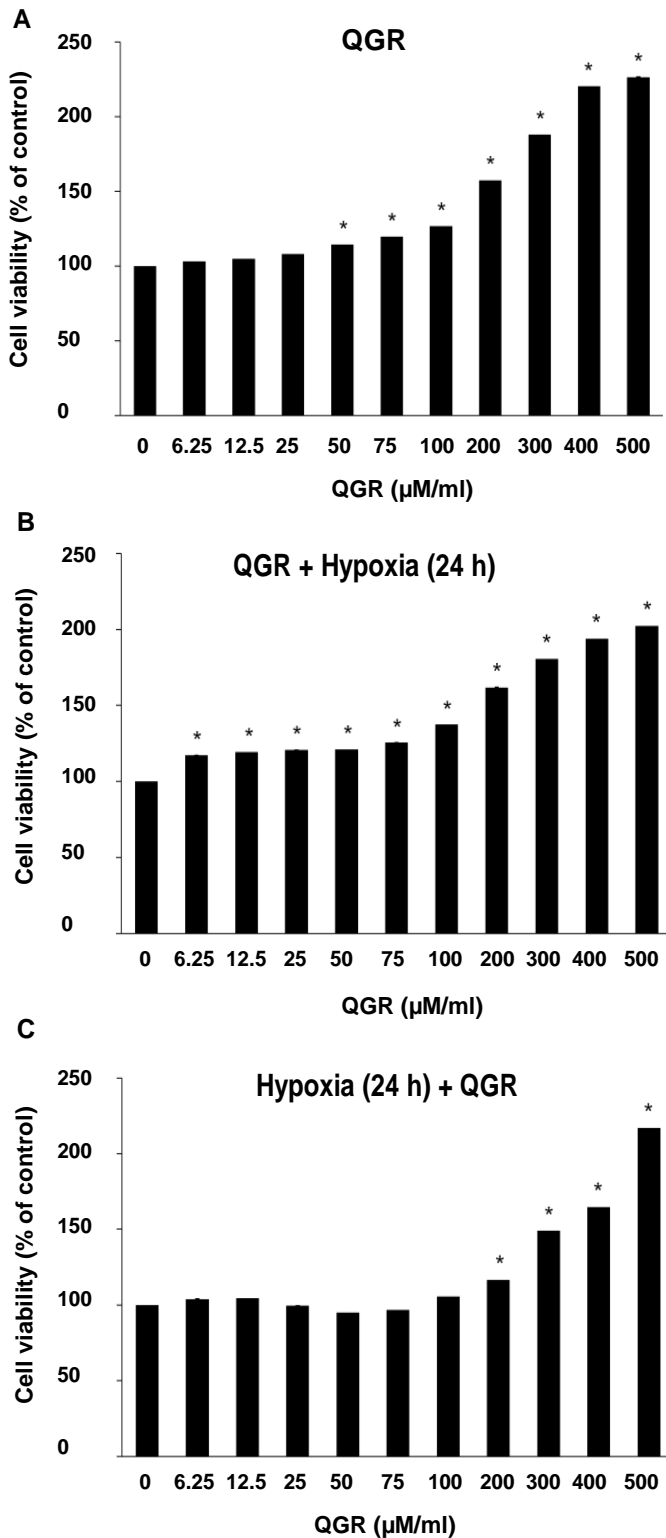 A
QGR
Cell viability (% of control)
250
200
150
100
50
0
* * * * * * *
0 6.25 12.5 25 50 75 100 200 300 400 500
QGR (µM/ml)
B
QGR + Hypoxia (24 h)
Cell viability (% of control)
250
200
150
100
50
0
* * * * * * * * * *
0 6.25 12.5 25 50 75 100 200 300 400 500
QGR (µM/ml)
C
Hypoxia (24 h) + QGR
Cell viability (% of control)
250
200
150
100
50
0
* * * *
0 6.25 12.5 25 50 75 100 200 300 400 500
QGR (µM/ml)